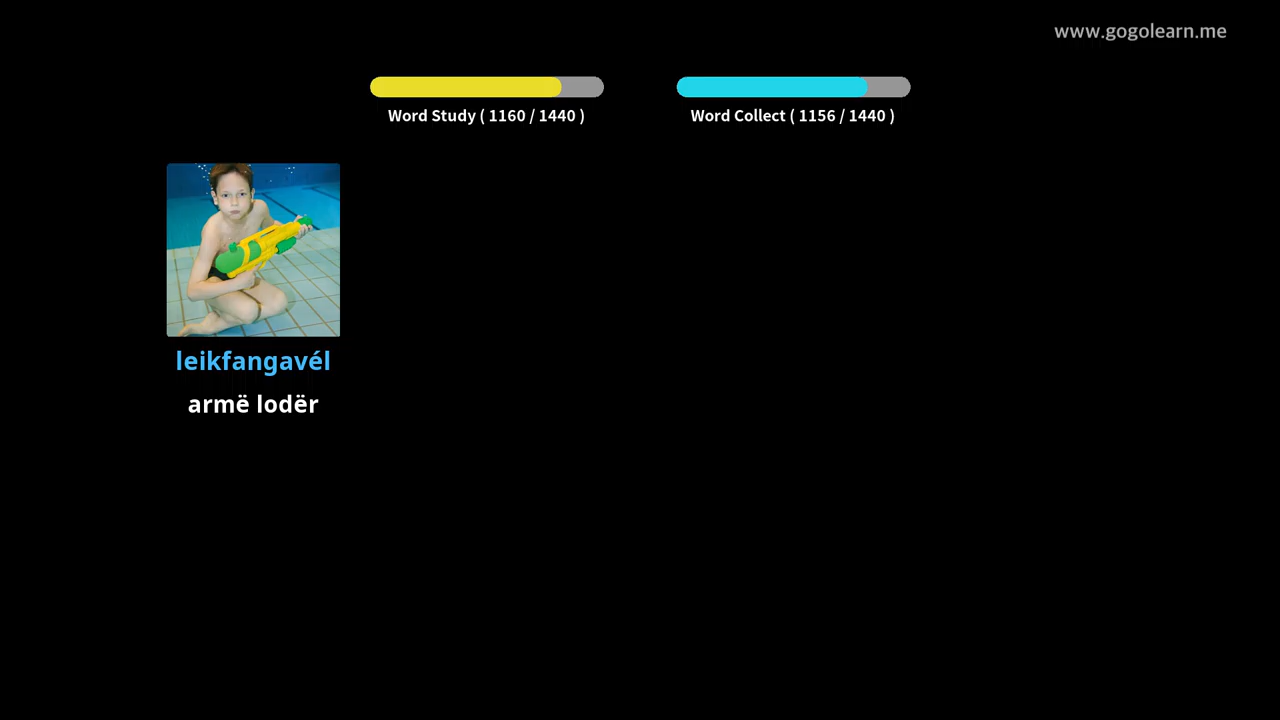 www.gogolearn.me
Word Study ( 1160 / 1440 )
Word Collect ( 1156 / 1440 )
leikfangavél
armë lodër